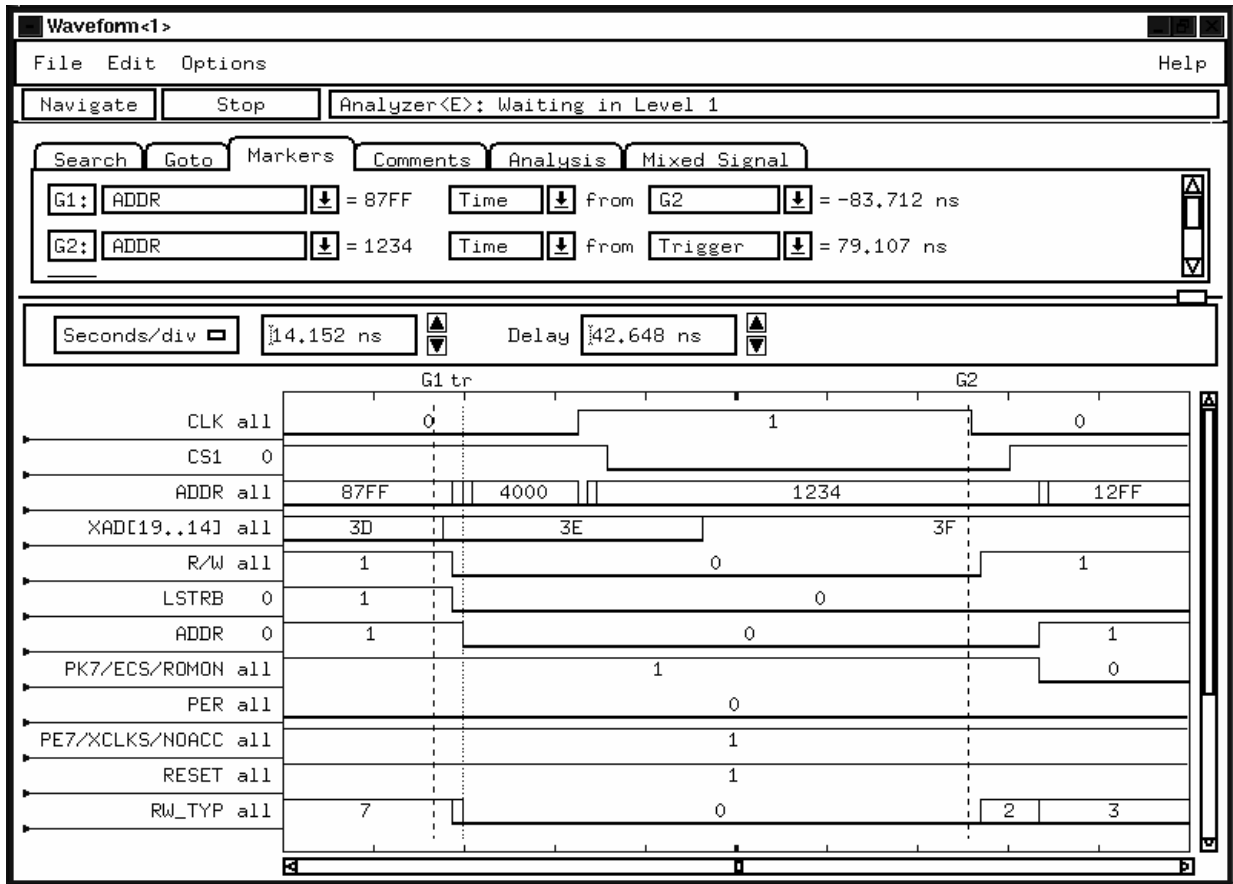 Waveform<1>
File Edit Options Help
Navigate Stop Analyzer<E>: Waiting in Level 1
Search Goto Markers Comments Analysis Mixed Signal
G1: ADDR = 87FF Time from G2 = -83.712 ns
G2: ADDR = 1234 Time from Trigger = 79.107 ns
Seconds/div 14.152 ns Delay 42.648 ns
G1 tr G2
CLK all 0 1 0
CS1 0
ADDR all 87FF 4000 1234 12FF
XAD[19..14] all 3D 3E 3F
R/W all 1 0 1
LSTRB 0 1 0
ADDR 0 1 0 1
PK7/ECS/ROMON all 1 0
PER all 0
PE7/XCLKS/NOACC all 1
RESET all 1
RW_TYP all 7 0 2 3